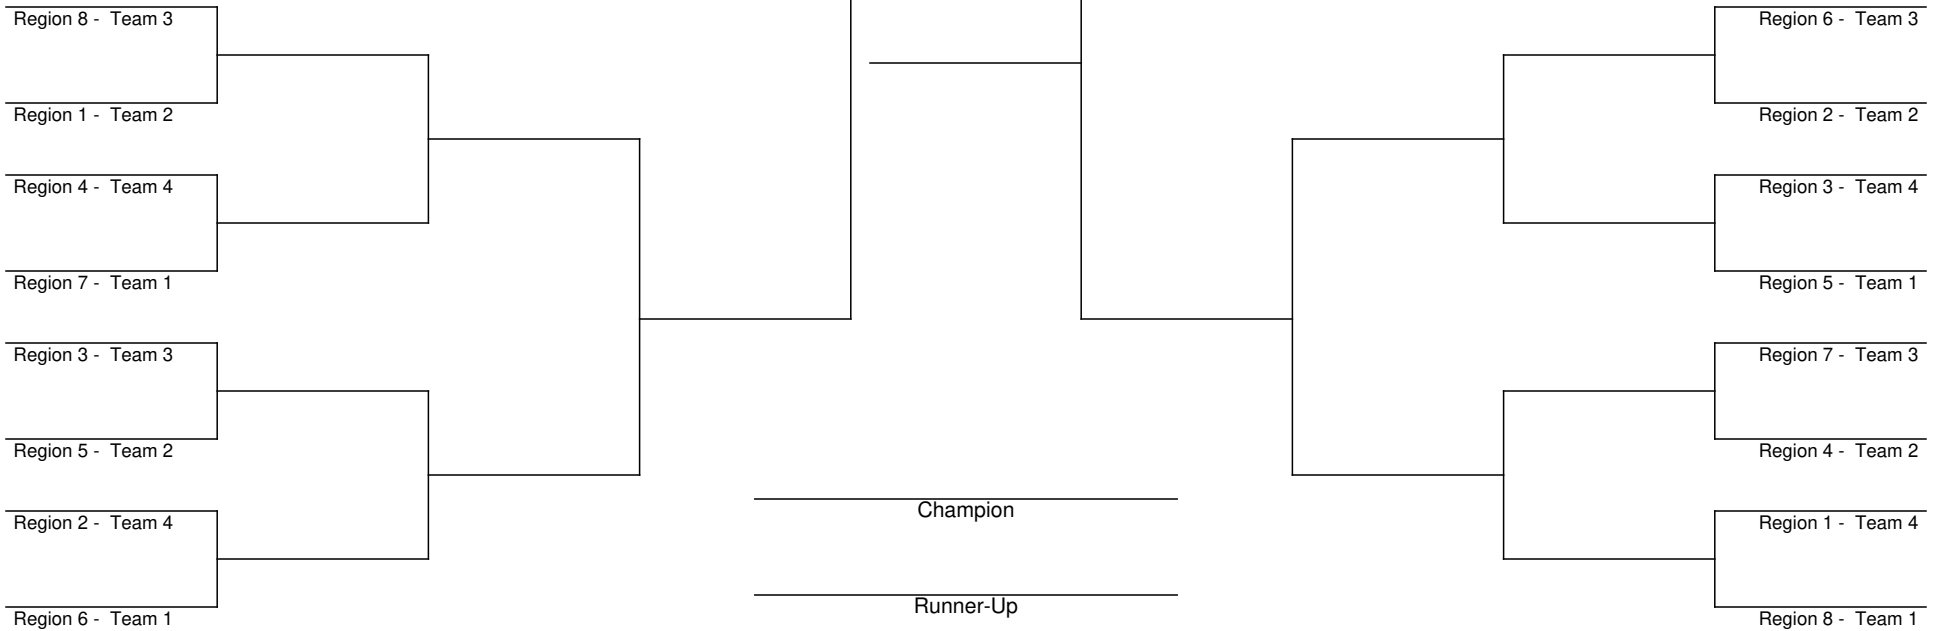 Region 8 - Team 3
Region 1 - Team 2
Region 4 - Team 4
Region 7 - Team 1
Region 3 - Team 3
Region 5 - Team 2
Region 2 - Team 4
Region 6 - Team 1
Champion
Runner-Up
Region 6 - Team 3
Region 2 - Team 2
Region 3 - Team 4
Region 5 - Team 1
Region 7 - Team 3
Region 4 - Team 2
Region 1 - Team 4
Region 8 - Team 1